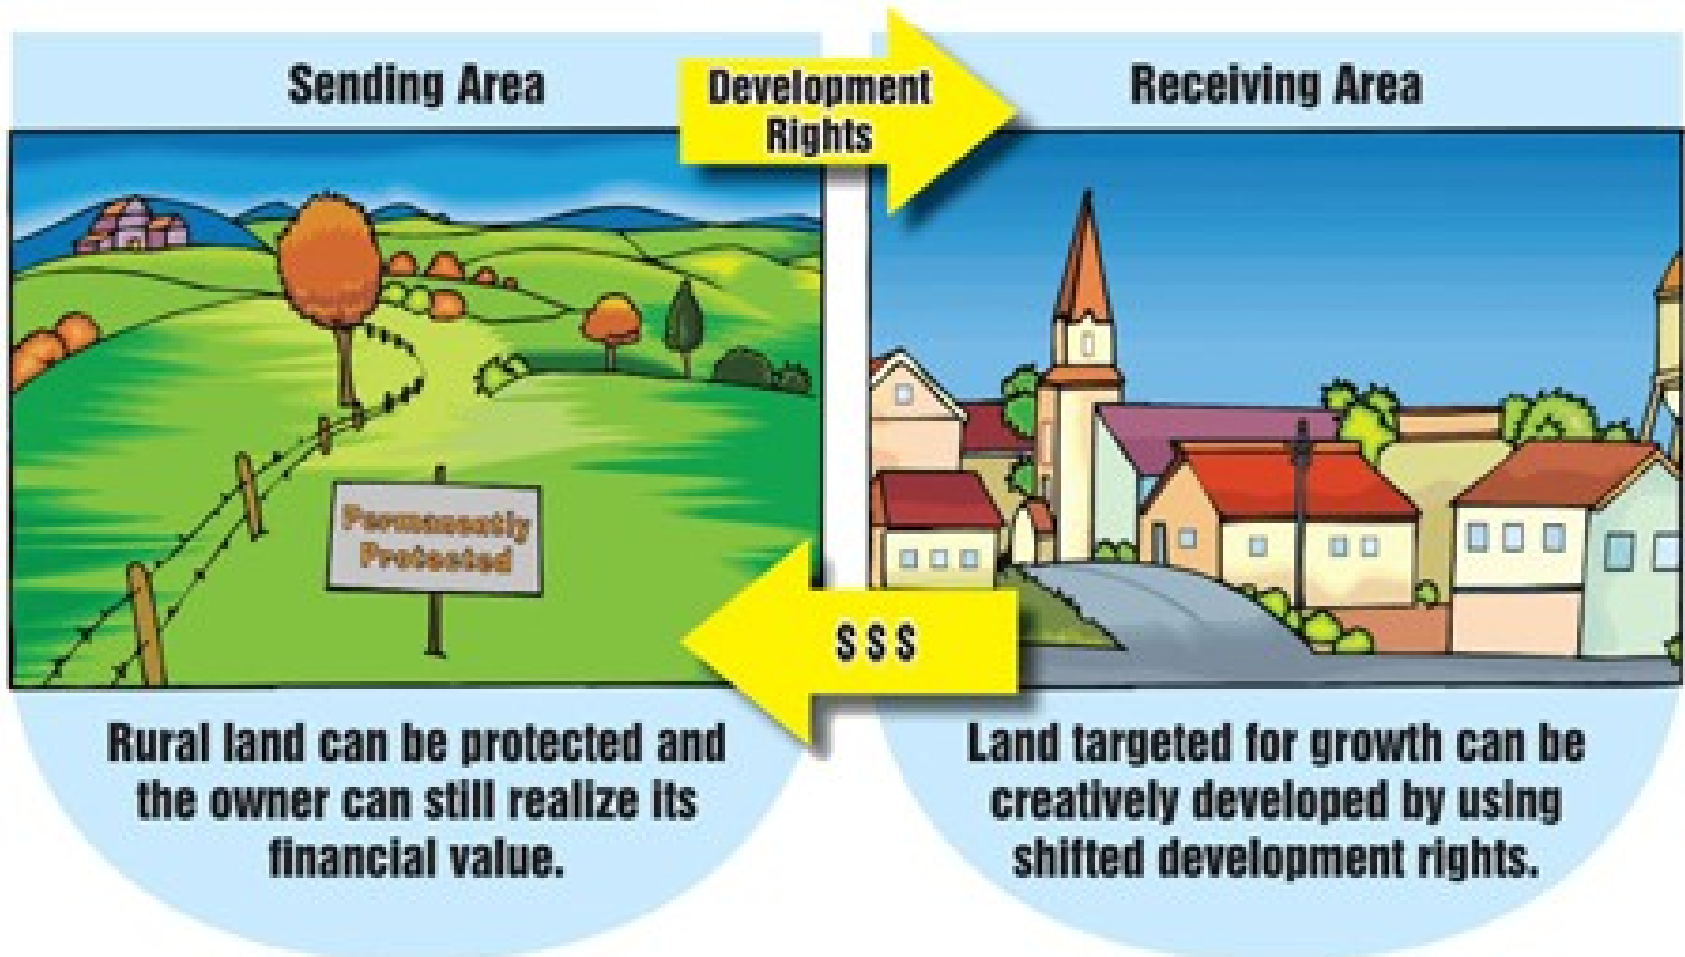 Sending Area
Development
Rights
Receiving Area
Permanently
Protected
$ $ $
Rural land can be protected and
the owner can still realize its
financial value.
Land targeted for growth can be
creatively developed by using
shifted development rights.